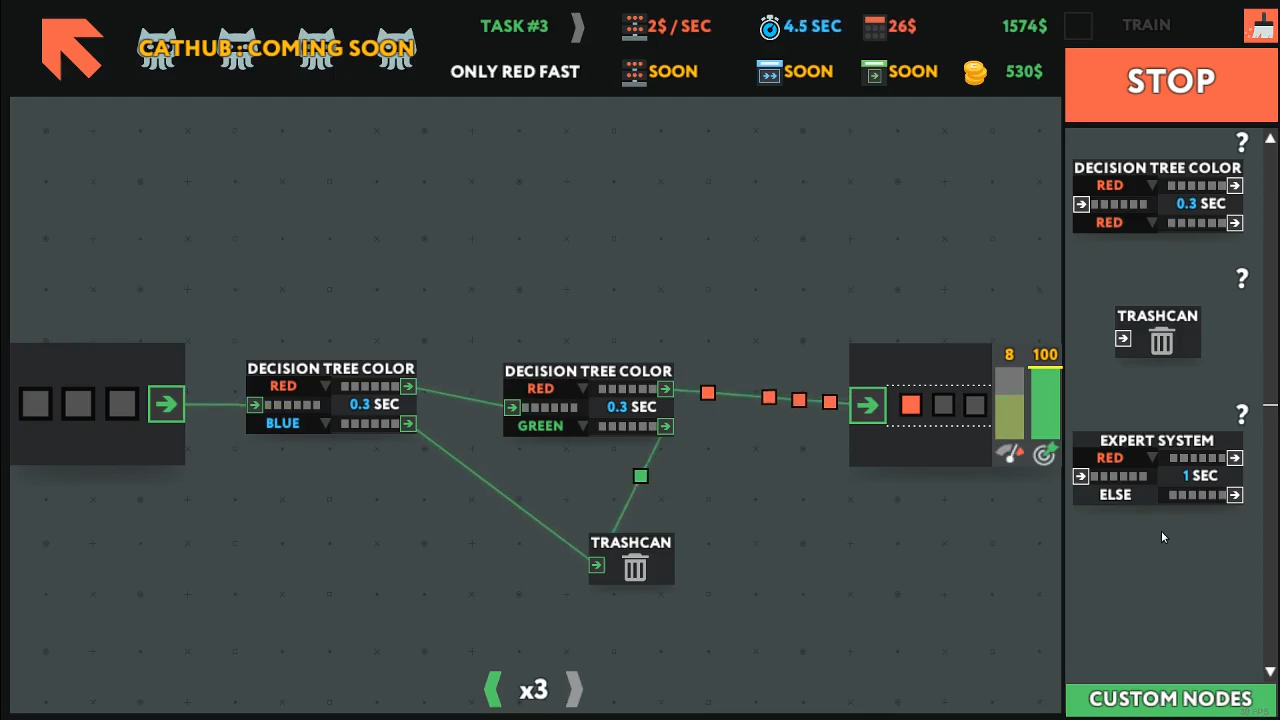 CATHUB : COMING SOON
TASK #3
2$ / SEC
4.5 SEC
26$
1574$
TRAIN
ONLY RED FAST
SOON
SOON
SOON
530$
STOP
?
DECISION TREE COLOR
RED
0.3 SEC
RED
?
TRASHCAN
?
EXPERT SYSTEM
RED
1 SEC
ELSE
DECISION TREE COLOR
RED
0.3 SEC
BLUE
DECISION TREE COLOR
RED
0.3 SEC
GREEN
8 100
TRASHCAN
x3
CUSTOM NODES